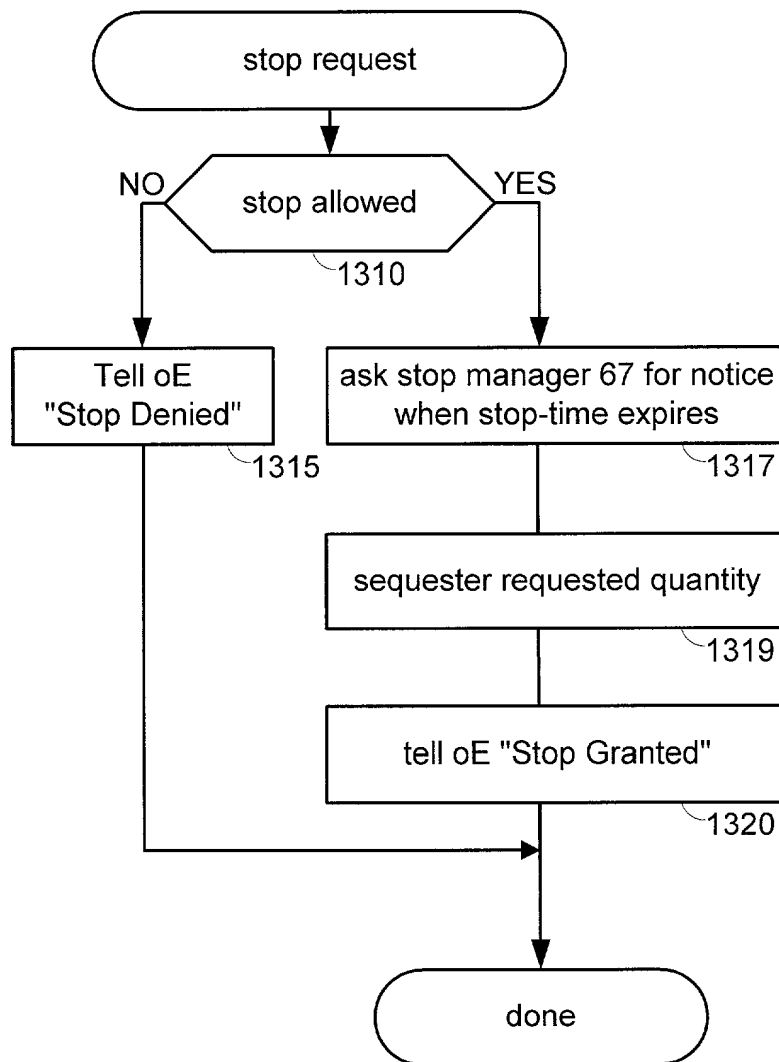 stop request
NO
YES
stop allowed
1310
Tell oE
"Stop Denied"
1315
ask stop manager 67 for notice
when stop-time expires
1317
sequester requested quantity
1319
tell oE "Stop Granted"
1320
done